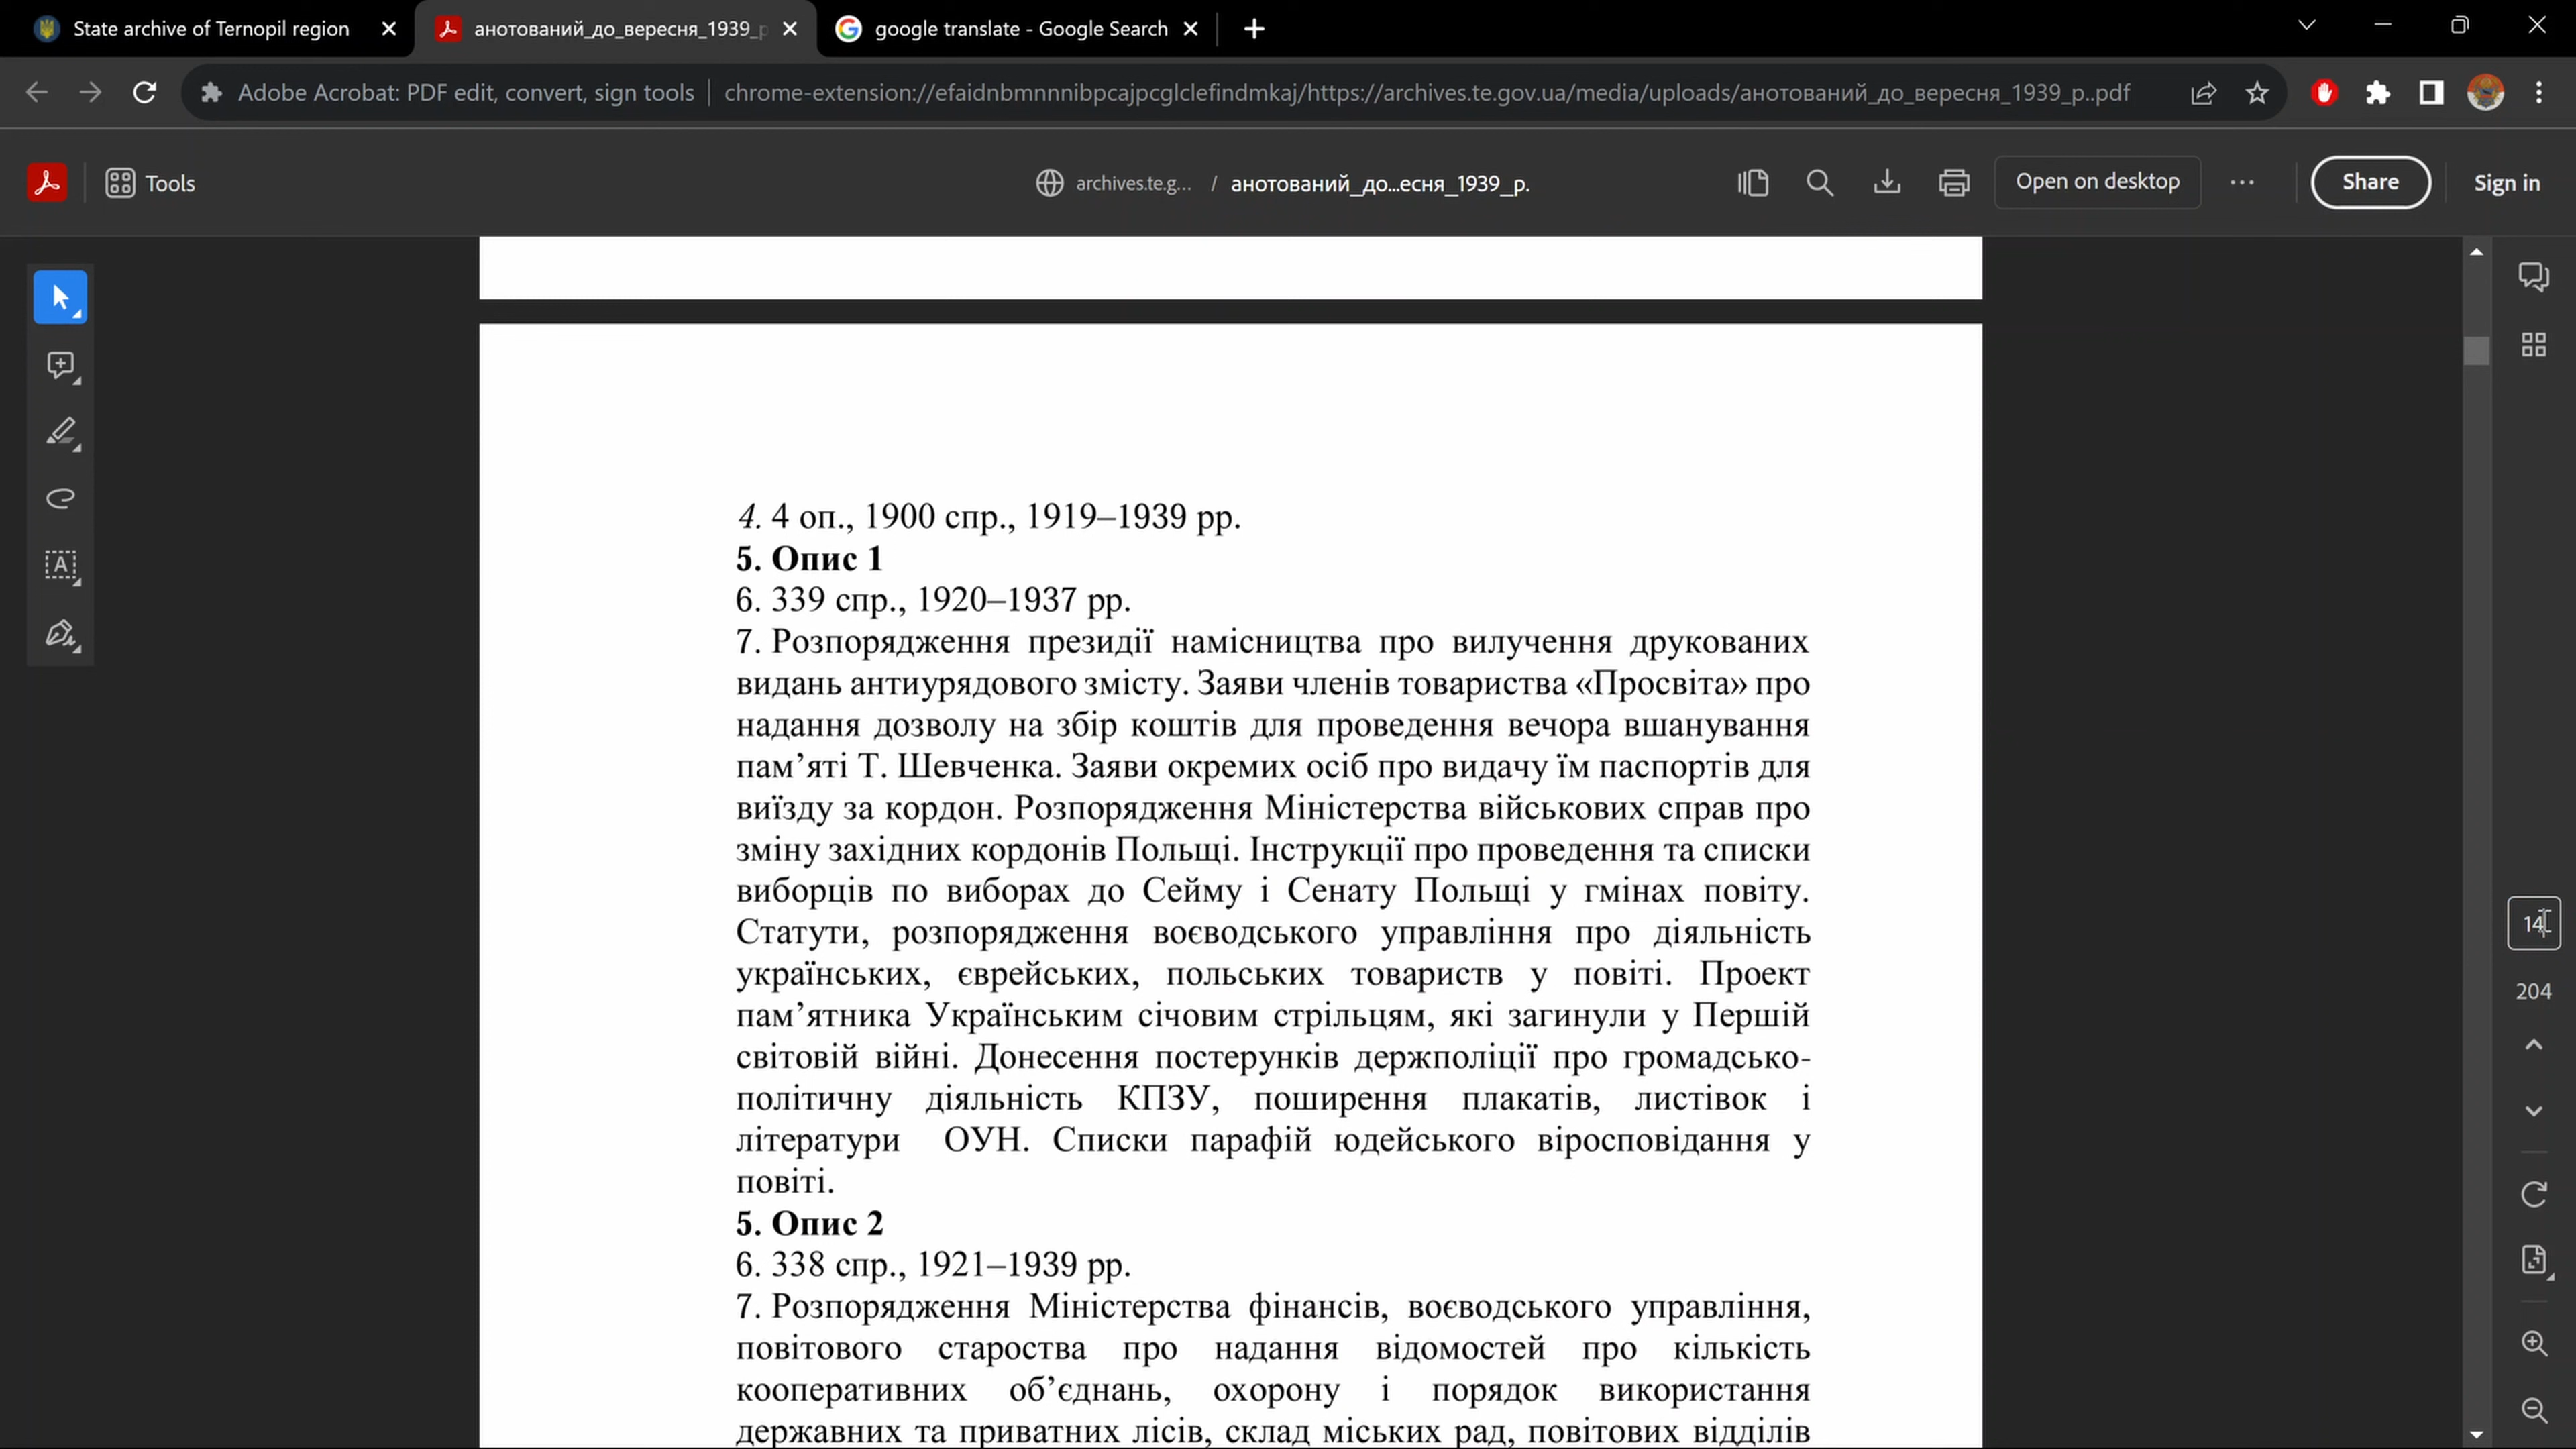 State archive of Ternopil region
анотований_до_вересня_1939_р
google translate - Google Search
Adobe Acrobat: PDF edit, convert, sign tools
chrome-extension://efaidnbmnnnibpcajpcglclefindmkaj/https://archives.te.gov.ua/media/uploads/анотований_до_вересня_1939_р..pdf
Tools
archives.te.g... / анотований_до...есня_1939_р.
Open on desktop
Share
Sign in
4. 4 оп., 1900 спр., 1919–1939 рр.
5. Опис 1
6. 339 спр., 1920–1937 рр.
7. Розпорядження президії намісництва про вилучення друкованих
видань антиурядового змісту. Заяви членів товариства «Просвіта» про
надання дозволу на збір коштів для проведення вечора вшанування
пам’яті Т. Шевченка. Заяви окремих осіб про видачу їм паспортів для
виїзду за кордон. Розпорядження Міністерства військових справ про
зміну західних кордонів Польщі. Інструкції про проведення та списки
виборців по виборах до Сейму і Сенату Польщі у гмінах повіту.
Статути, розпорядження воєводського управління про діяльність
українських, єврейських, польських товариств у повіті. Проект
пам’ятника Українським січовим стрільцям, які загинули у Першій
світовій війні. Донесення постерунків держполіції про громадсько-
політичну діяльність КПЗУ, поширення плакатів, листівок і
літератури ОУН. Списки парафій юдейського віросповідання у
повіті.
5. Опис 2
6. 338 спр., 1921–1939 рр.
7. Розпорядження Міністерства фінансів, воєводського управління,
повітового староства про надання відомостей про кількість
кооперативних об’єднань, охорону і порядок використання
державних та приватних лісів, склад міських рад, повітових відділів
14
204